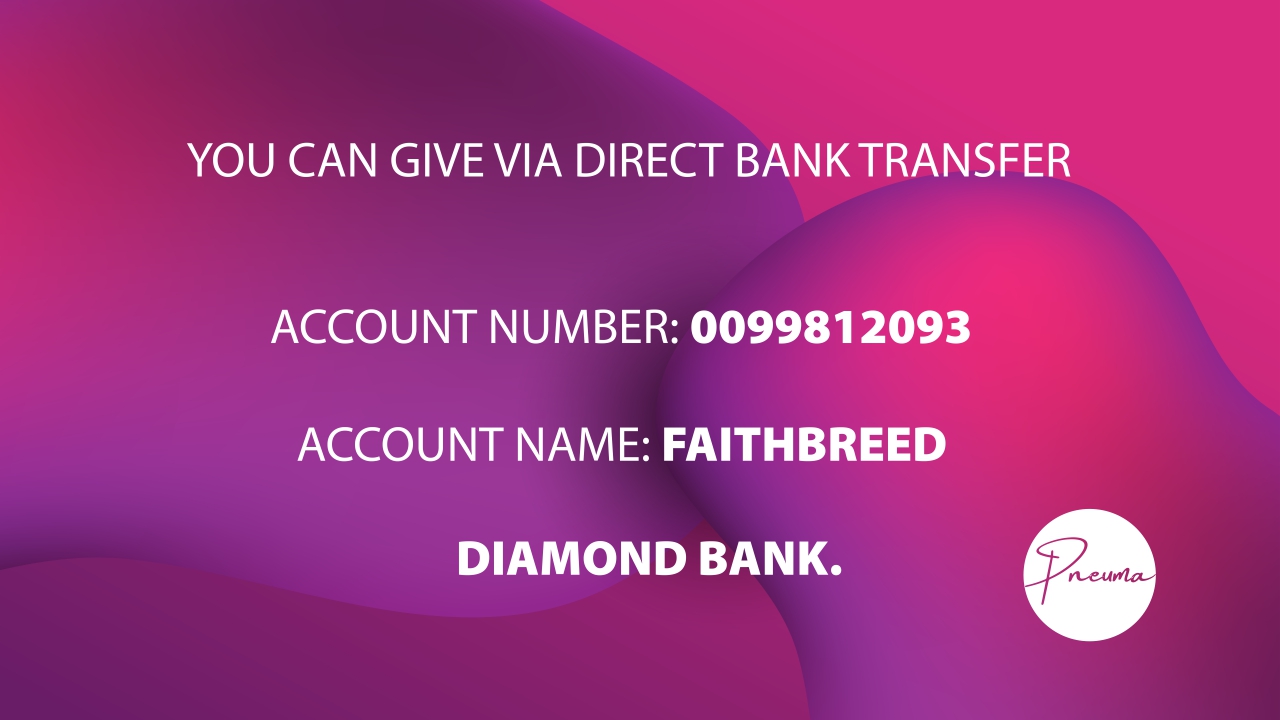 YOU CAN GIVE VIA DIRECT BANK TRANSFER
ACCOUNT NUMBER: 0099812093
ACCOUNT NAME: FAITHBREED
DIAMOND BANK.
Pneuma